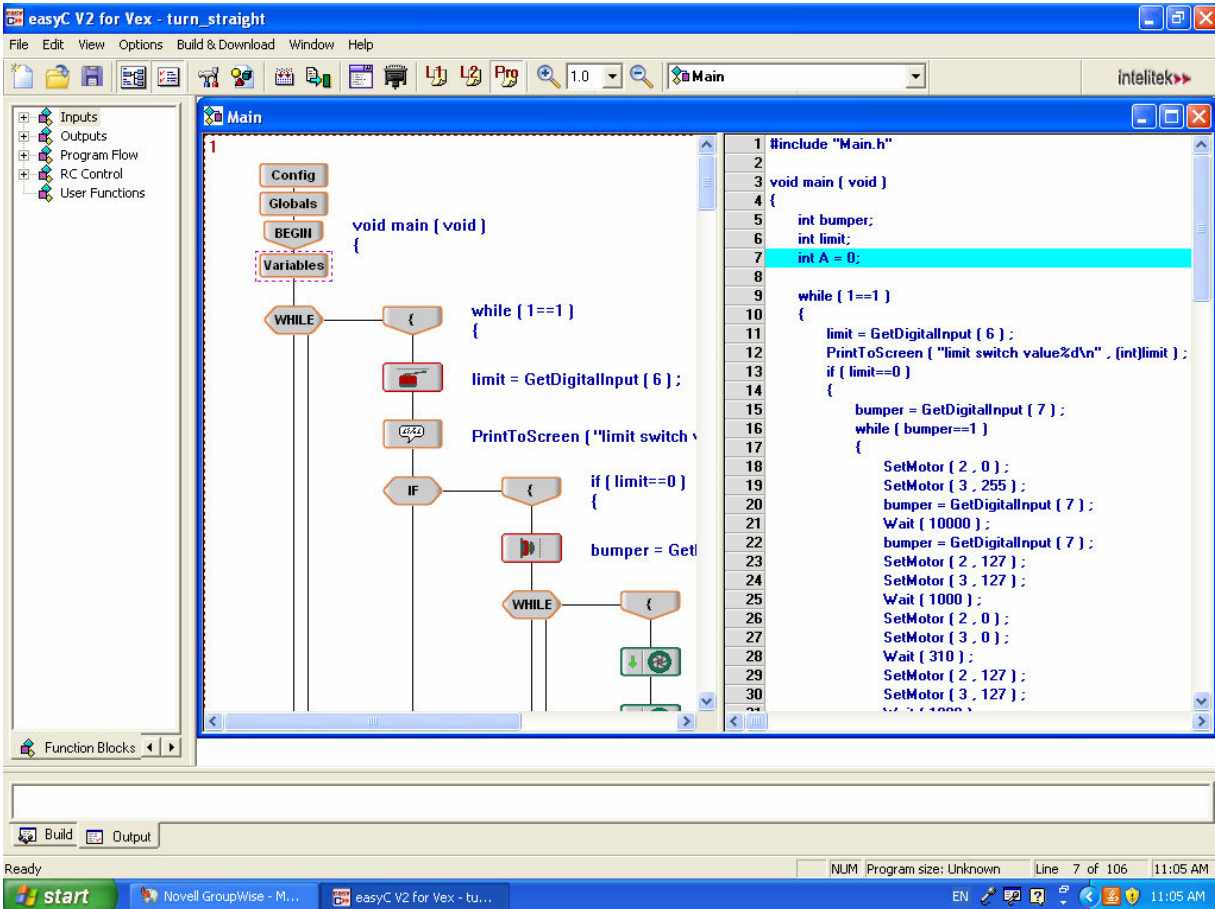 easyC V2 for Vex - turn_straight
File Edit View Options Build & Download Window Help
Prg 1.0 Main intelitek
Inputs
Outputs
Program Flow
RC Control
User Functions
Function Blocks
Main
1
Config
Globals
BEGIN
void main ( void )
{
Variables
WHILE
{
while ( 1==1 )
{
limit = GetDigitalInput ( 6 ) ;
PrintToScreen ( "limit switch v
IF
{
if ( limit==0 )
{
bumper = GetI
WHILE
{
1 #include "Main.h"
2
3 void main ( void )
4 {
5 int bumper;
6 int limit;
7 int A = 0;
8
9 while ( 1==1 )
10 {
11 limit = GetDigitalInput ( 6 ) ;
12 PrintToScreen ( "limit switch value%d\n" , (int)limit ) ;
13 if ( limit==0 )
14 {
15 bumper = GetDigitalInput ( 7 ) ;
16 while ( bumper==1 )
17 {
18 SetMotor ( 2 , 0 ) ;
19 SetMotor ( 3 , 255 ) ;
20 bumper = GetDigitalInput ( 7 ) ;
21 Wait ( 10000 ) ;
22 bumper = GetDigitalInput ( 7 ) ;
23 SetMotor ( 2 , 127 ) ;
24 SetMotor ( 3 , 127 ) ;
25 Wait ( 1000 ) ;
26 SetMotor ( 2 , 0 ) ;
27 SetMotor ( 3 , 0 ) ;
28 Wait ( 310 ) ;
29 SetMotor ( 2 , 127 ) ;
30 SetMotor ( 3 , 127 ) ;
Build Output
Ready NUM Program size: Unknown Line 7 of 106 11:05 AM
start Novell GroupWise - M... easyC V2 for Vex - tu... EN 11:05 AM